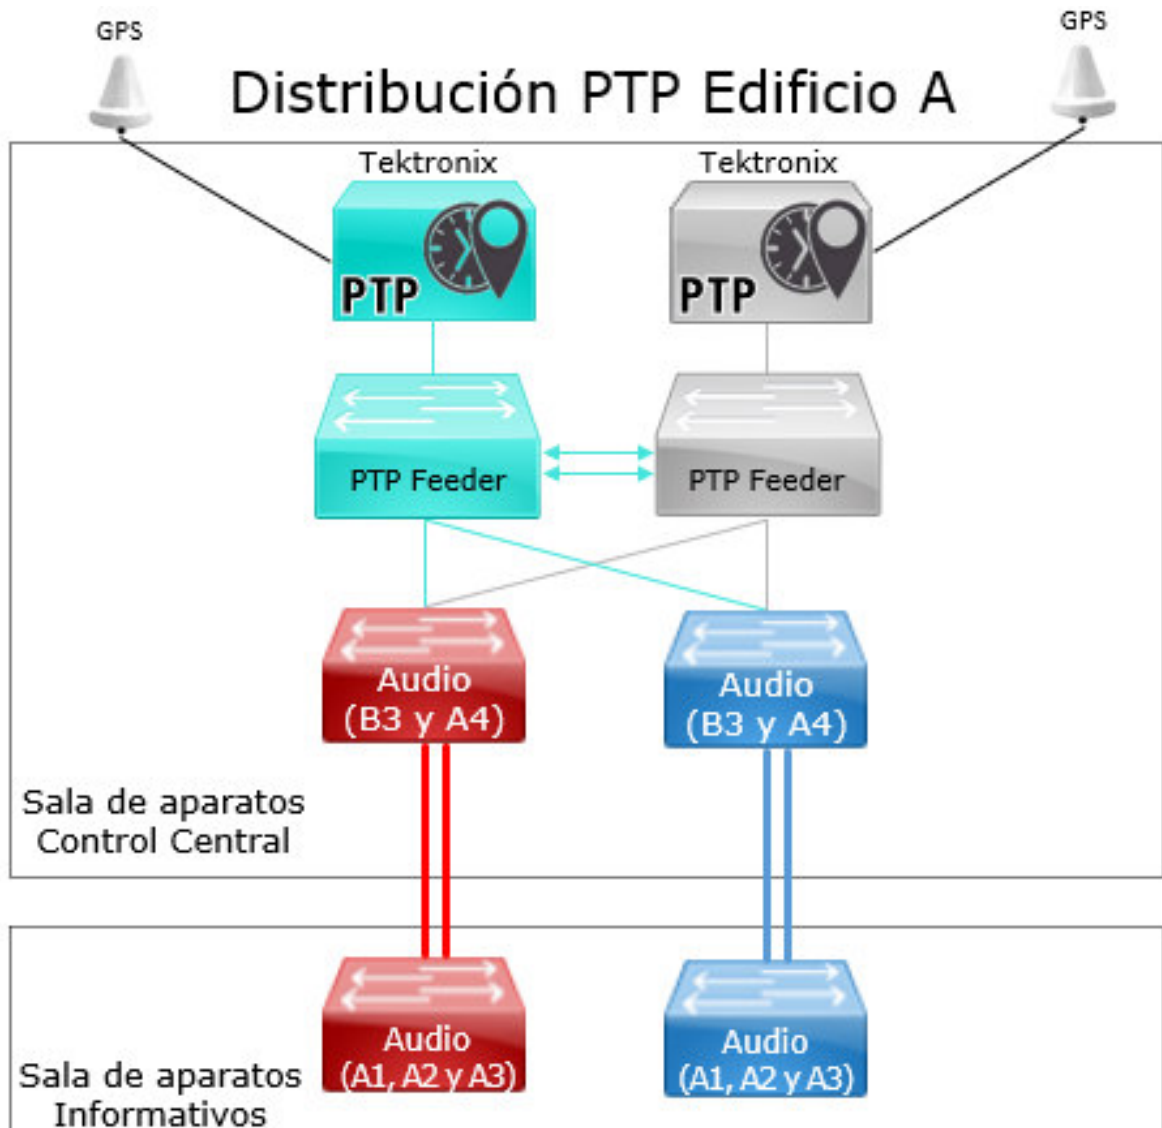 GPS
GPS
Distribución PTP Edificio A
Tektronix
Tektronix
PTP
PTP
PTP Feeder
PTP Feeder
Audio
(B3 y A4)
Audio
(B3 y A4)
Sala de aparatos
Control Central
Audio
(A1, A2 y A3)
Audio
(A1, A2 y A3)
Sala de aparatos
Informativos